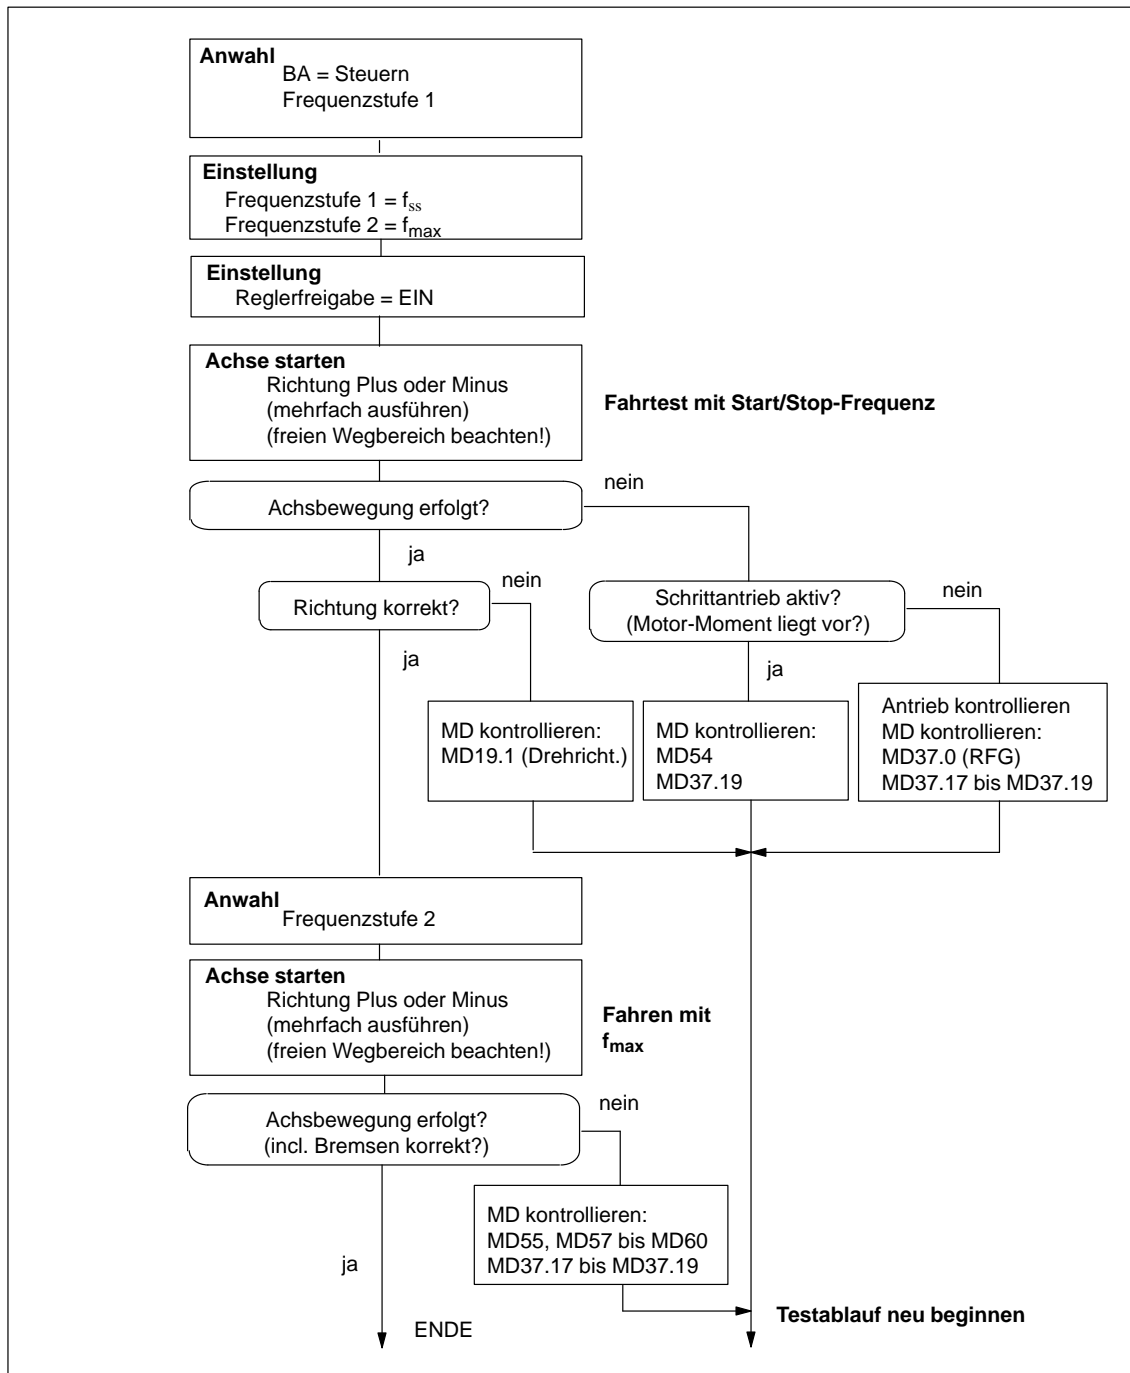 Anwahl
BA = Steuern
Frequenzstufe 1
Einstellung
Frequenzstufe 1 = fss
Frequenzstufe 2 = fmax
Einstellung
Reglerfreigabe = EIN
Achse starten
Richtung Plus oder Minus
(mehrfach ausführen)
(freien Wegbereich beachten!)
Fahrtest mit Start/Stop-Frequenz
Achsbewegung erfolgt?
nein
ja
Richtung korrekt?
nein
ja
Schrittantrieb aktiv?
(Motor-Moment liegt vor?)
nein
ja
MD kontrollieren:
MD19.1 (Drehricht.)
MD kontrollieren:
MD54
MD37.19
Antrieb kontrollieren
MD kontrollieren:
MD37.0 (RFG)
MD37.17 bis MD37.19
Anwahl
Frequenzstufe 2
Achse starten
Richtung Plus oder Minus
(mehrfach ausführen)
(freien Wegbereich beachten!)
Fahren mit
fmax
Achsbewegung erfolgt?
(incl. Bremsen korrekt?)
nein
MD kontrollieren:
MD55, MD57 bis MD60
MD37.17 bis MD37.19
ja
ENDE
Testablauf neu beginnen